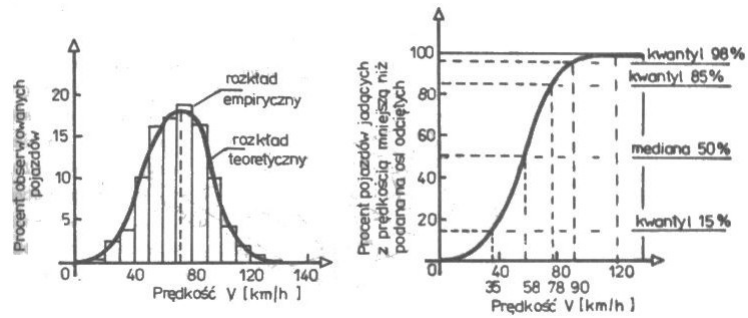 Procent obserwowanych
pojazdów
20
15
10
5
0
40
80
120
140
Prędkość V [km/h]
rozkład
empiryczny
rozkład
teoretyczny
Procent pojazdów jadących
z prędkością mniejszą niż
podana na osi odciętych
100
80
60
40
20
0
40
80
120
35
58
78
90
Prędkość V [km/h]
kwantyl 98%
kwantyl 85%
mediana 50%
kwantyl 15%